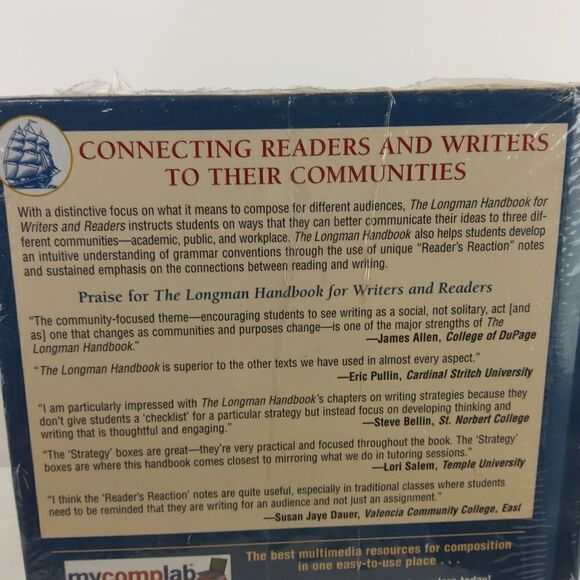 CONNECTING READERS AND WRITERS
TO THEIR COMMUNITIES
With a distinctive focus on what it means to compose for different audiences, The Longman Handbook for
Writers and Readers instructs students on ways that they can better communicate their ideas to three dif-
ferent communities—academic, public, and workplace. The Longman Handbook also helps students develop
an intuitive understanding of grammar conventions through the use of unique "Reader's Reaction" notes
and sustained emphasis on the connections between reading and writing.
Praise for The Longman Handbook for Writers and Readers
"The community-focused theme—encouraging students to see writing as a social, not solitary, act [and
as] one that changes as communities and purposes change—is one of the major strengths of The
Longman Handbook."
—James Allen, College of DuPage
"The Longman Handbook is superior to the other texts we have used in almost every aspect."
—Eric Pullin, Cardinal Stritch University
"I am particularly impressed with The Longman Handbook's chapters on writing strategies because they
don't give students a 'checklist' for a particular strategy but instead focus on developing thinking and
writing that is thoughtful and engaging."
—Steve Bellin, St. Norbert College
"The 'Strategy' boxes are great—they're very practical and focused throughout the book. The 'Strategy'
boxes are where this handbook comes closest to mirroring what we do in tutoring sessions."
—Lori Salem, Temple University
"I think the 'Reader's Reaction' notes are quite useful, especially in traditional classes where students
need to be reminded that they are writing for an audience and not just an assignment."
—Susan Jaye Dauer, Valencia Community College, East
mycomplab
The best multimedia resources for composition
in one easy-to-use place